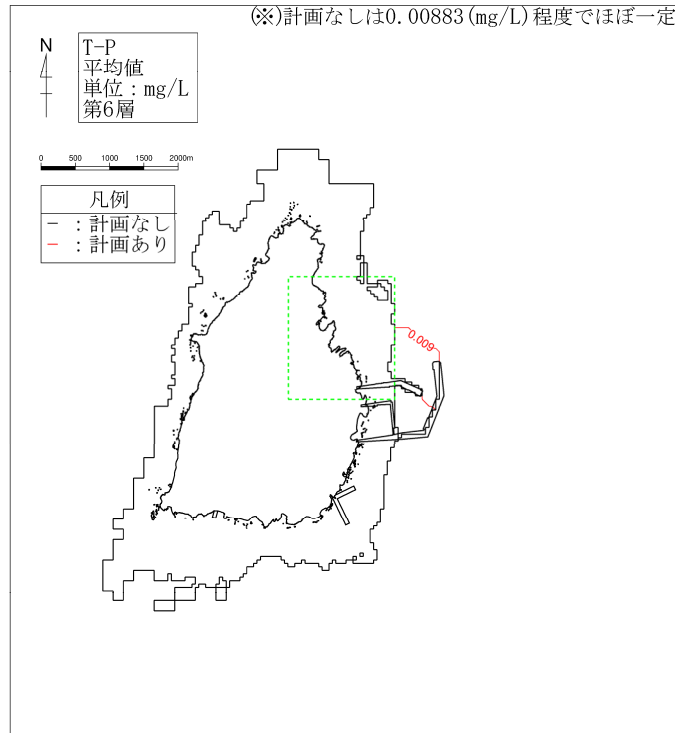 (※)計画なしは0.00883(mg/L)程度でほぼ一定
N
T-P
平均値
単位：mg/L
第6層
0 500 1000 1500 2000m
凡例
− ：計画なし
− ：計画あり
0.009